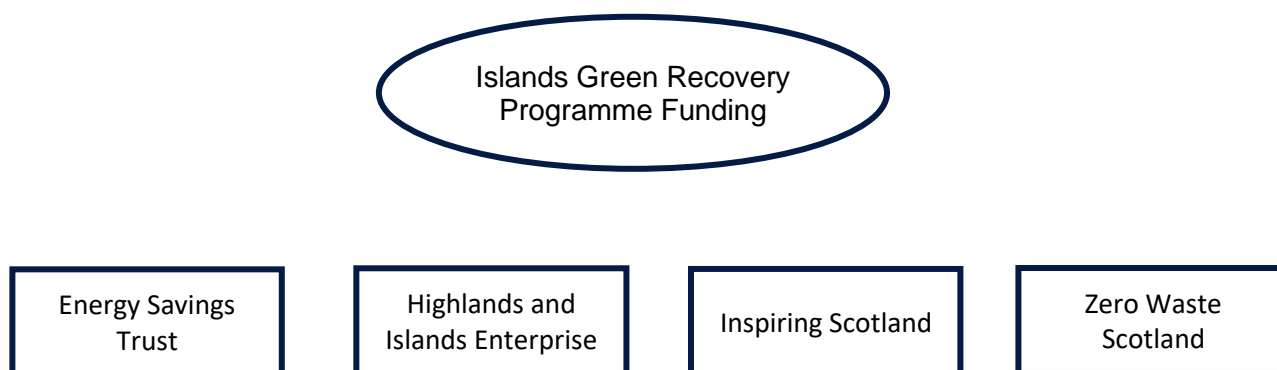 Islands Green Recovery
Programme Funding
Energy Savings
Trust
Highlands and
Islands Enterprise
Inspiring Scotland
Zero Waste
Scotland